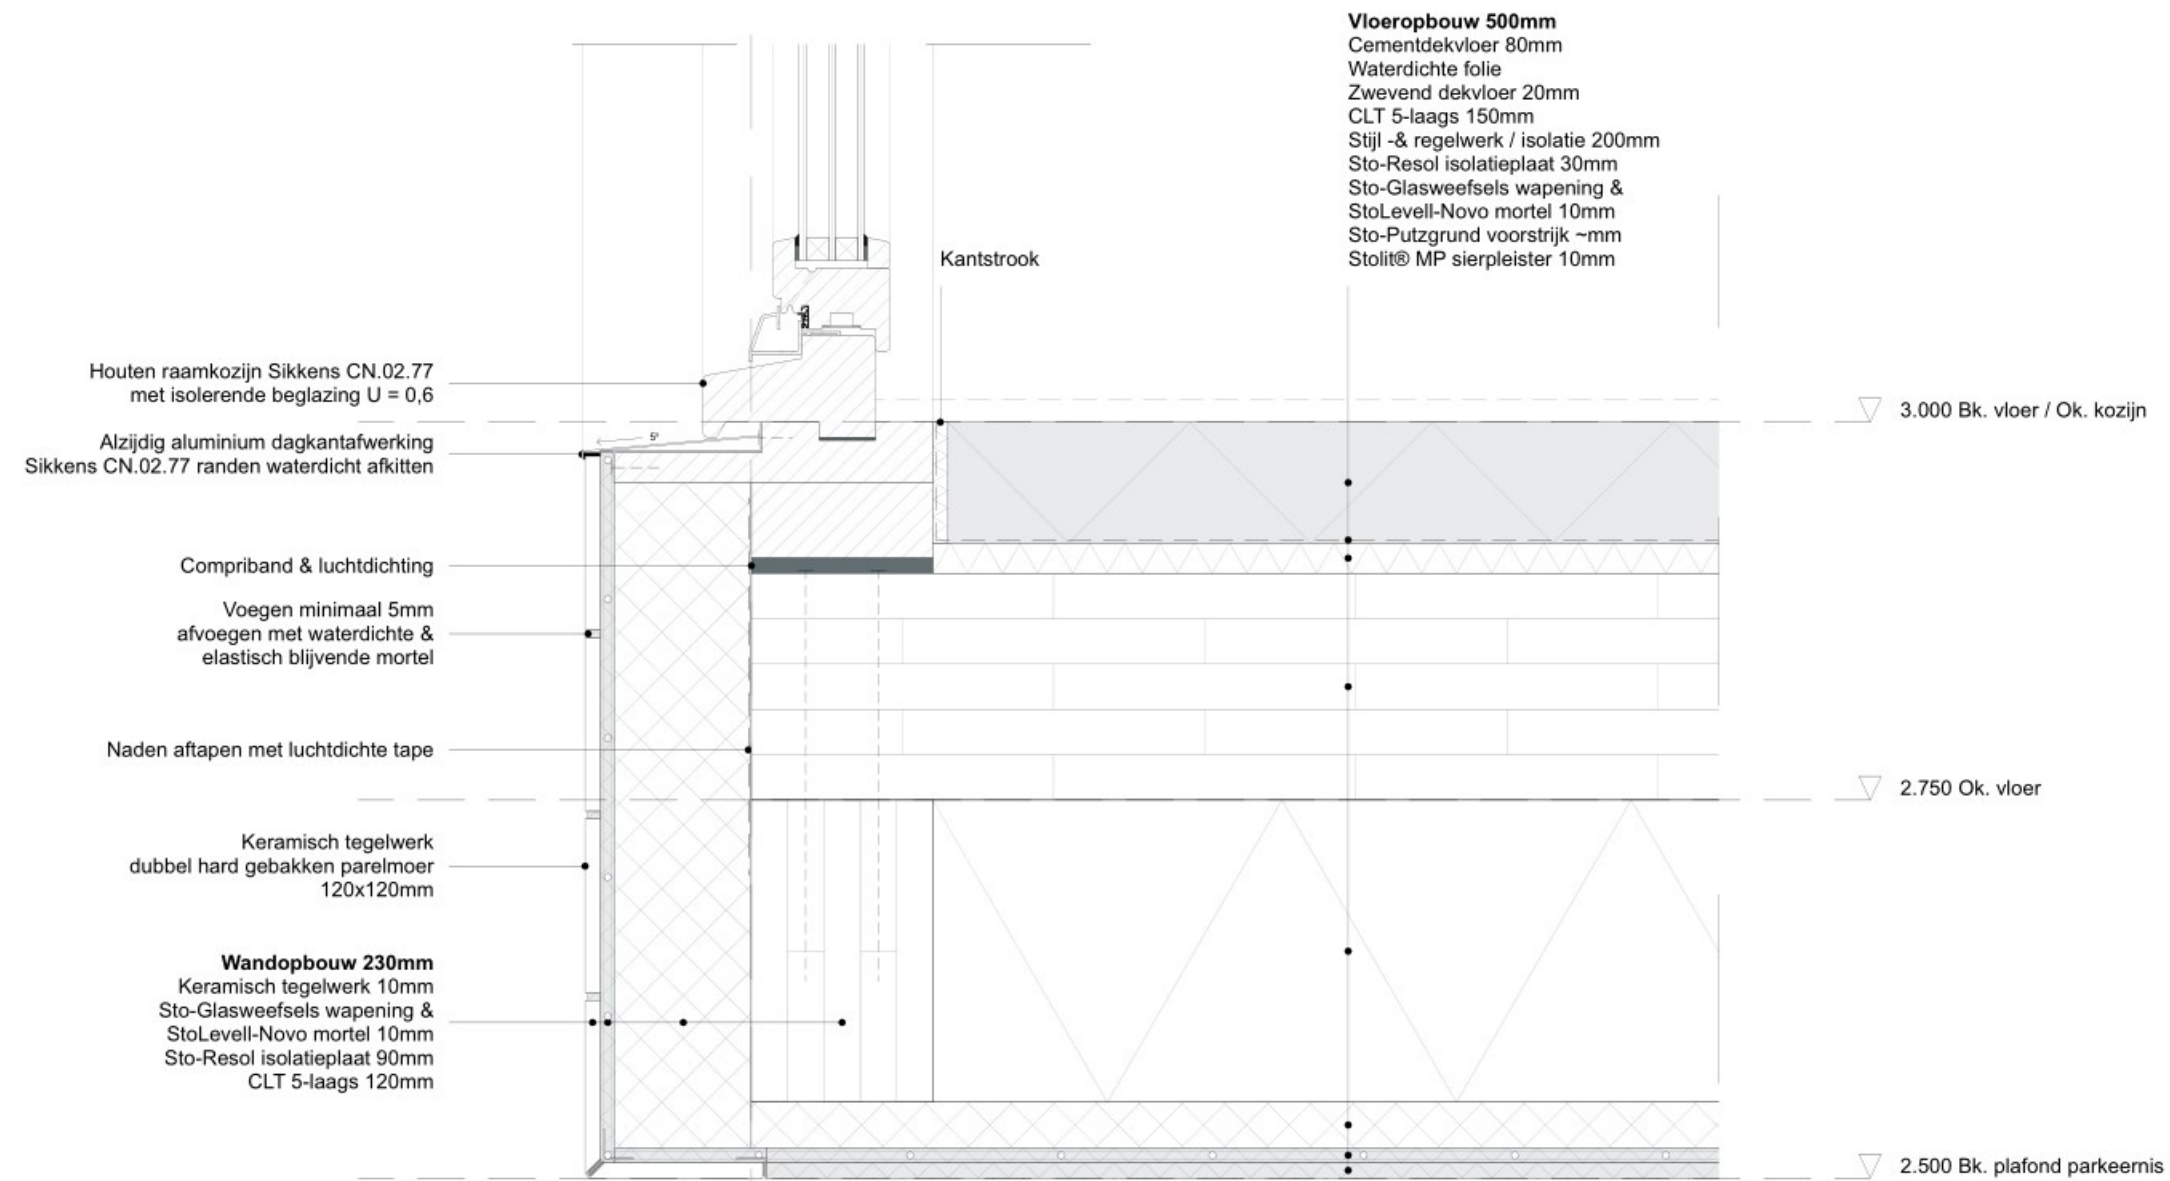 Vloeropbouw 500mm
Cementdekvloer 80mm
Waterdichte folie
Zwevend dekvloer 20mm
CLT 5-laags 150mm
Stijl -& regelwerk / isolatie 200mm
Sto-Resol isolatieplaat 30mm
Sto-Glasweefsels wapening &
StoLevell-Novo mortel 10mm
Sto-Putzgrund voorstrijk ~mm
Stolit® MP sierpleister 10mm
Kantstrook
Houten raamkozijn Sikkens CN.02.77
met isolerende beglazing U = 0,6
Alzijdig aluminium dagkantafwerking
Sikkens CN.02.77 randen waterdicht afkitten
5°
Compriband & luchtdichting
Voegen minimaal 5mm
afvoegen met waterdichte &
elastisch blijvende mortel
Naden aftapen met luchtdichte tape
Keramisch tegelwerk
dubbel hard gebakken parelmoer
120x120mm
Wandopbouw 230mm
Keramisch tegelwerk 10mm
Sto-Glasweefsels wapening &
StoLevell-Novo mortel 10mm
Sto-Resol isolatieplaat 90mm
CLT 5-laags 120mm
3.000 Bk. vloer / Ok. kozijn
2.750 Ok. vloer
2.500 Bk. plafond parkeernis